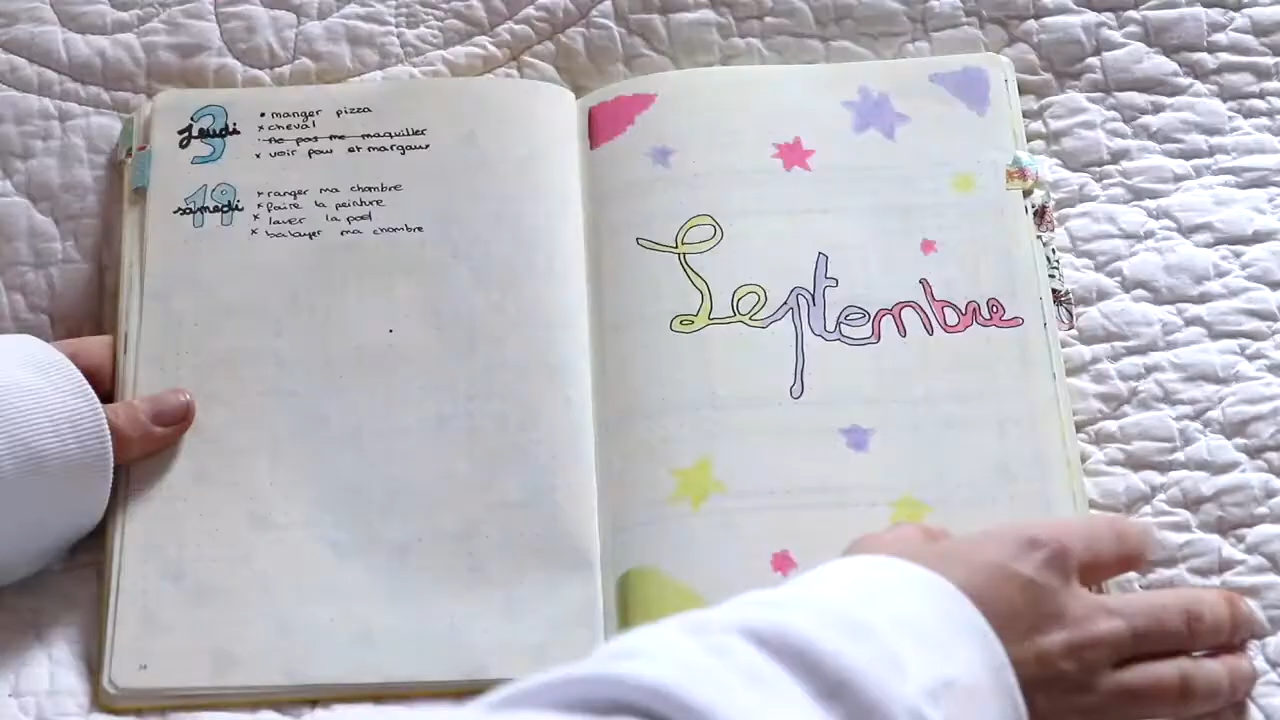 3
jeudi
• manger pizza
× cheval
· ne pas me maquiller
× voir pow et margaux
19
samedi
× ranger ma chambre
× faire la peinture
× laver la pool
× balayer ma chambre
Septembre